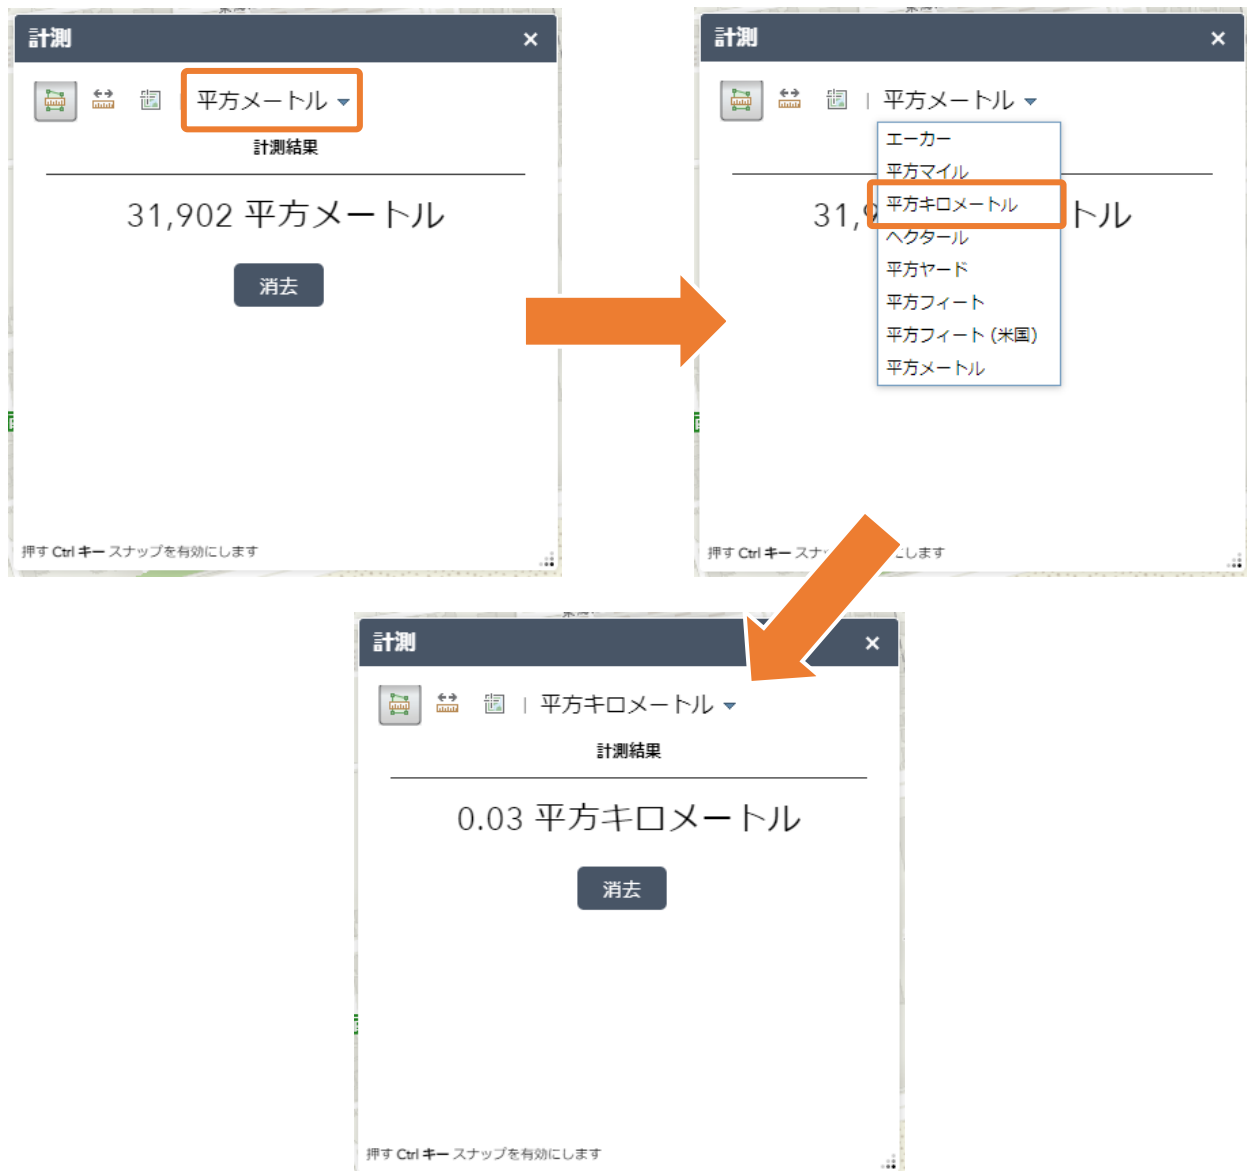 計測 ×
| 平方メートル
計測結果
31,902 平方メートル
消去
押す Ctrl キー スナップを有効にします
計測 ×
| 平方メートル
エーカー
平方マイル
平方キロメートル
31,9 トル
ヘクタール
平方ヤード
平方フィート
平方フィート (米国)
平方メートル
押す Ctrl キー スナ にします
計測 ×
| 平方キロメートル
計測結果
0.03 平方キロメートル
消去
押す Ctrl キー スナップを有効にします